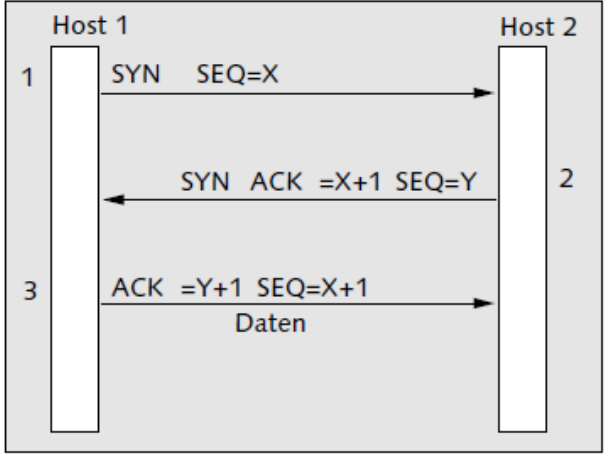 Host 1 Host 2
1 SYN SEQ=X
SYN ACK =X+1 SEQ=Y 2
3 ACK =Y+1 SEQ=X+1
Daten